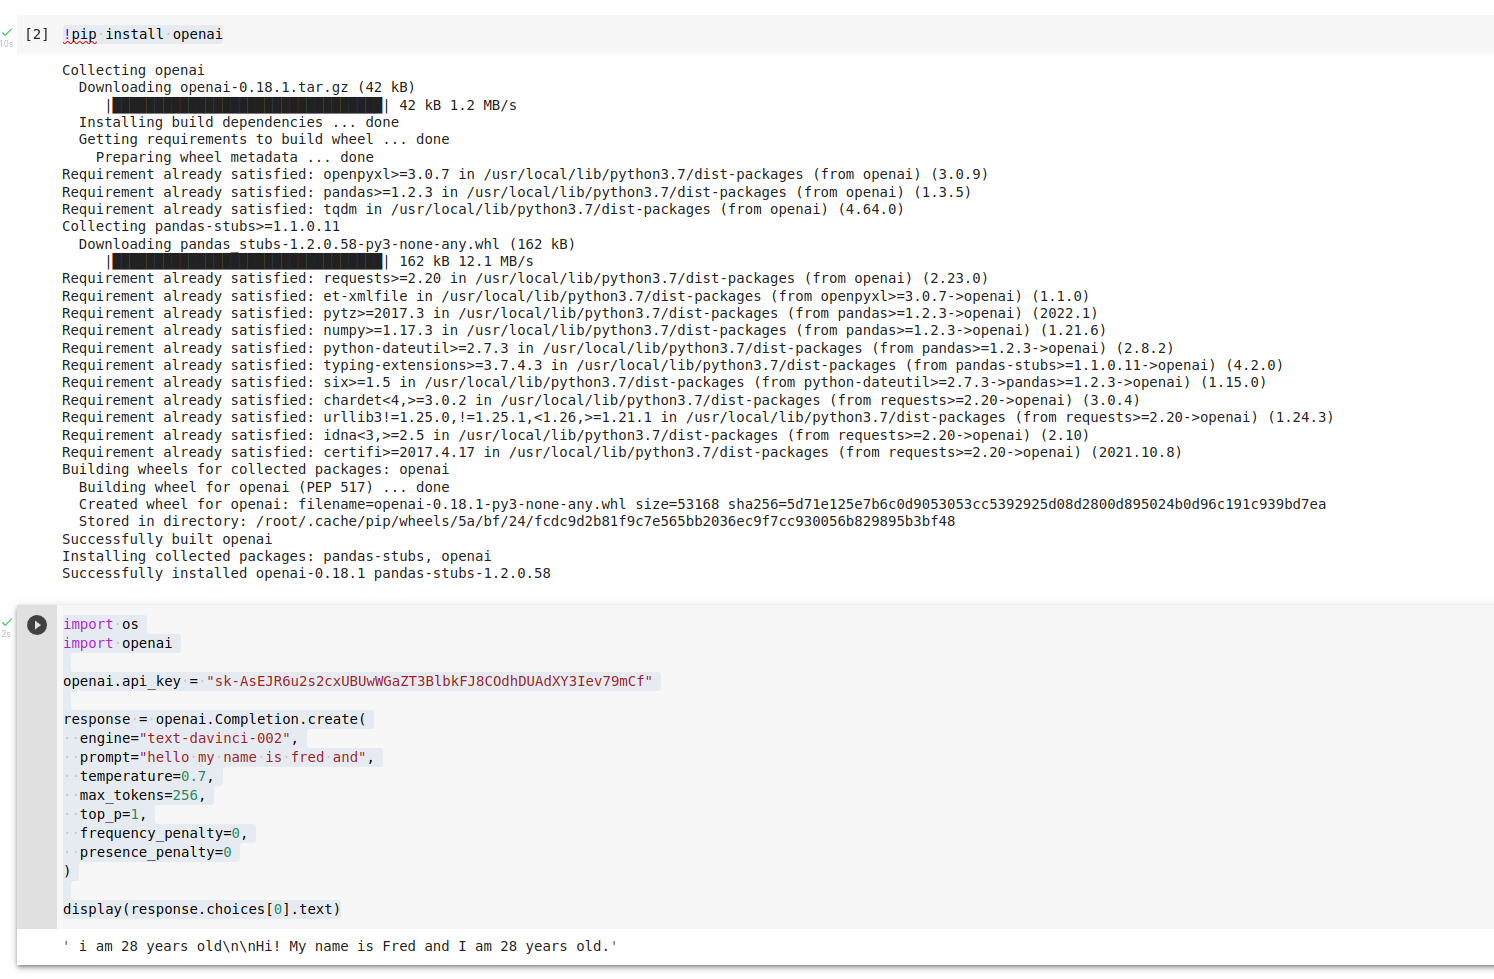 [2] !pip install openai
10s
Collecting openai
Downloading openai-0.18.1.tar.gz (42 kB)
|████████████████████████████████| 42 kB 1.2 MB/s
Installing build dependencies ... done
Getting requirements to build wheel ... done
Preparing wheel metadata ... done
Requirement already satisfied: openpyxl>=3.0.7 in /usr/local/lib/python3.7/dist-packages (from openai) (3.0.9)
Requirement already satisfied: pandas>=1.2.3 in /usr/local/lib/python3.7/dist-packages (from openai) (1.3.5)
Requirement already satisfied: tqdm in /usr/local/lib/python3.7/dist-packages (from openai) (4.64.0)
Collecting pandas-stubs>=1.1.0.11
Downloading pandas_stubs-1.2.0.58-py3-none-any.whl (162 kB)
|████████████████████████████████| 162 kB 12.1 MB/s
Requirement already satisfied: requests>=2.20 in /usr/local/lib/python3.7/dist-packages (from openai) (2.23.0)
Requirement already satisfied: et-xmlfile in /usr/local/lib/python3.7/dist-packages (from openpyxl>=3.0.7->openai) (1.1.0)
Requirement already satisfied: pytz>=2017.3 in /usr/local/lib/python3.7/dist-packages (from pandas>=1.2.3->openai) (2022.1)
Requirement already satisfied: numpy>=1.17.3 in /usr/local/lib/python3.7/dist-packages (from pandas>=1.2.3->openai) (1.21.6)
Requirement already satisfied: python-dateutil>=2.7.3 in /usr/local/lib/python3.7/dist-packages (from pandas>=1.2.3->openai) (2.8.2)
Requirement already satisfied: typing-extensions>=3.7.4.3 in /usr/local/lib/python3.7/dist-packages (from pandas-stubs>=1.1.0.11->openai) (4.2.0)
Requirement already satisfied: six>=1.5 in /usr/local/lib/python3.7/dist-packages (from python-dateutil>=2.7.3->pandas>=1.2.3->openai) (1.15.0)
Requirement already satisfied: chardet<4,>=3.0.2 in /usr/local/lib/python3.7/dist-packages (from requests>=2.20->openai) (3.0.4)
Requirement already satisfied: urllib3!=1.25.0,!=1.25.1,<1.26,>=1.21.1 in /usr/local/lib/python3.7/dist-packages (from requests>=2.20->openai) (1.24.3)
Requirement already satisfied: idna<3,>=2.5 in /usr/local/lib/python3.7/dist-packages (from requests>=2.20->openai) (2.10)
Requirement already satisfied: certifi>=2017.4.17 in /usr/local/lib/python3.7/dist-packages (from requests>=2.20->openai) (2021.10.8)
Building wheels for collected packages: openai
Building wheel for openai (PEP 517) ... done
Created wheel for openai: filename=openai-0.18.1-py3-none-any.whl size=53168 sha256=5d71e125e7b6c0d9053053cc5392925d08d2800d895024b0d96c191c939bd7ea
Stored in directory: /root/.cache/pip/wheels/5a/bf/24/fcdc9d2b81f9c7e565bb2036ec9f7cc930056b829895b3bf48
Successfully built openai
Installing collected packages: pandas-stubs, openai
Successfully installed openai-0.18.1 pandas-stubs-1.2.0.58
import os
2s
import openai
openai.api_key = "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"
response = openai.Completion.create(
engine="text-davinci-002",
prompt="hello my name is fred and",
temperature=0.7,
max_tokens=256,
top_p=1,
frequency_penalty=0,
presence_penalty=0
)
display(response.choices[0].text)
' i am 28 years old\n\nHi! My name is Fred and I am 28 years old.'